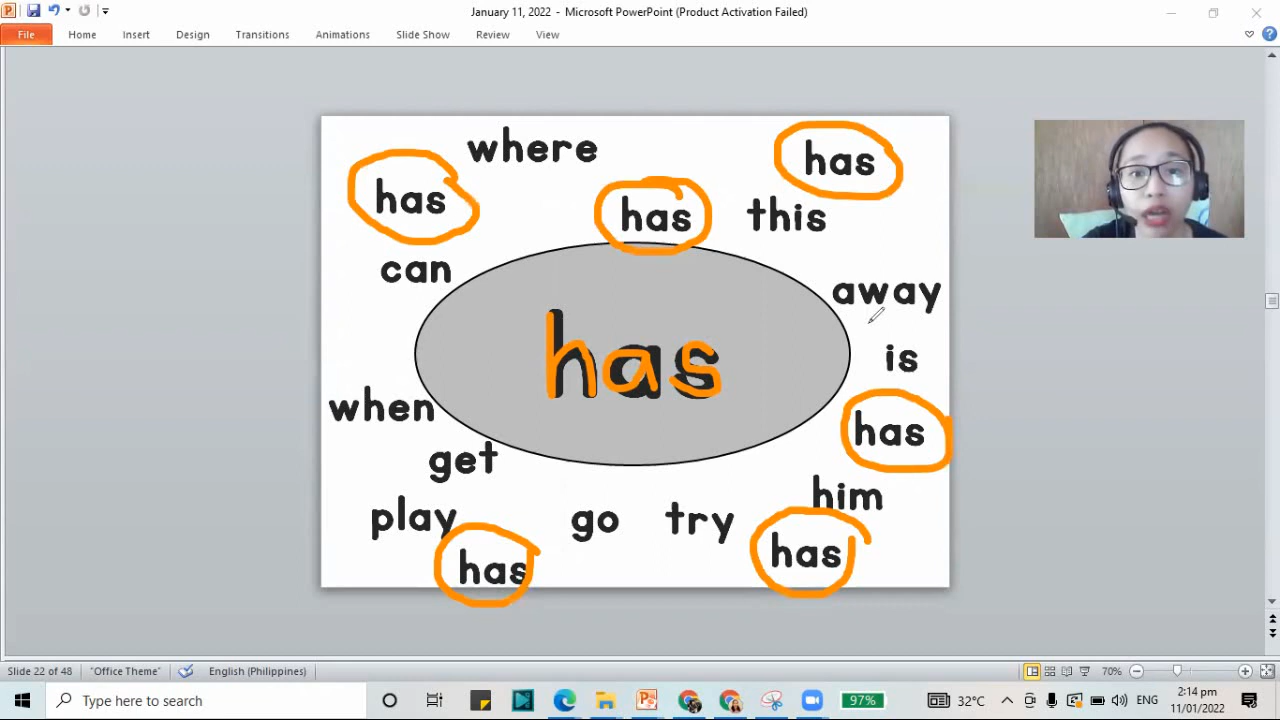 January 11, 2022 - Microsoft PowerPoint (Product Activation Failed)
File Home Insert Design Transitions Animations Slide Show Review View
where
has
has
has
this
can
away
has
is
when
has
get
him
play
go
try
has
has
Slide 22 of 48 "Office Theme" English (Philippines) 70%
Type here to search
97%
32°C
ENG
2:14 pm
11/01/2022